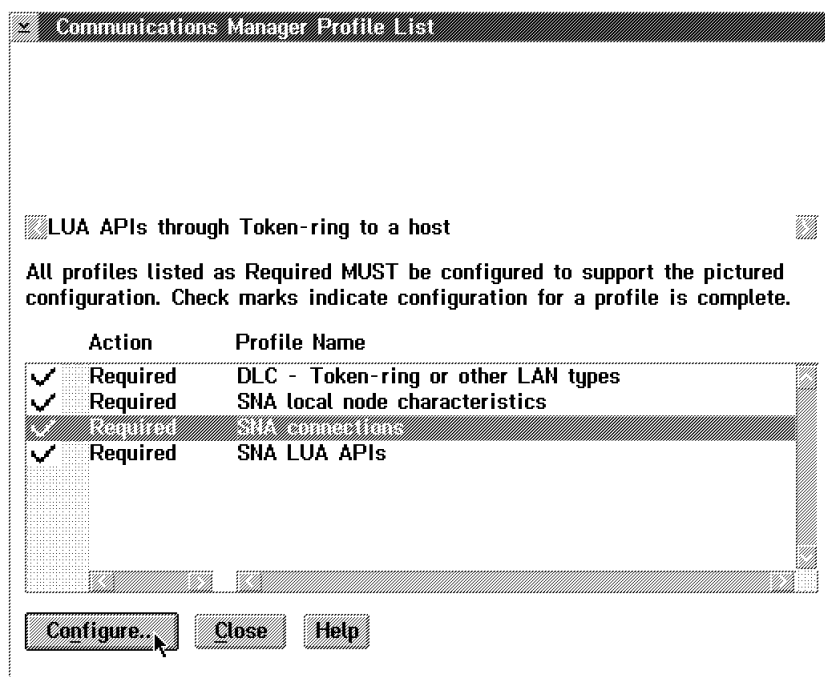 Communications Manager Profile List
LUA APIs through Token-ring to a host
All profiles listed as Required MUST be configured to support the pictured
configuration. Check marks indicate configuration for a profile is complete.
Action Profile Name
Required DLC - Token-ring or other LAN types
Required SNA local node characteristics
Required SNA connections
Required SNA LUA APIs
Configure... Close Help